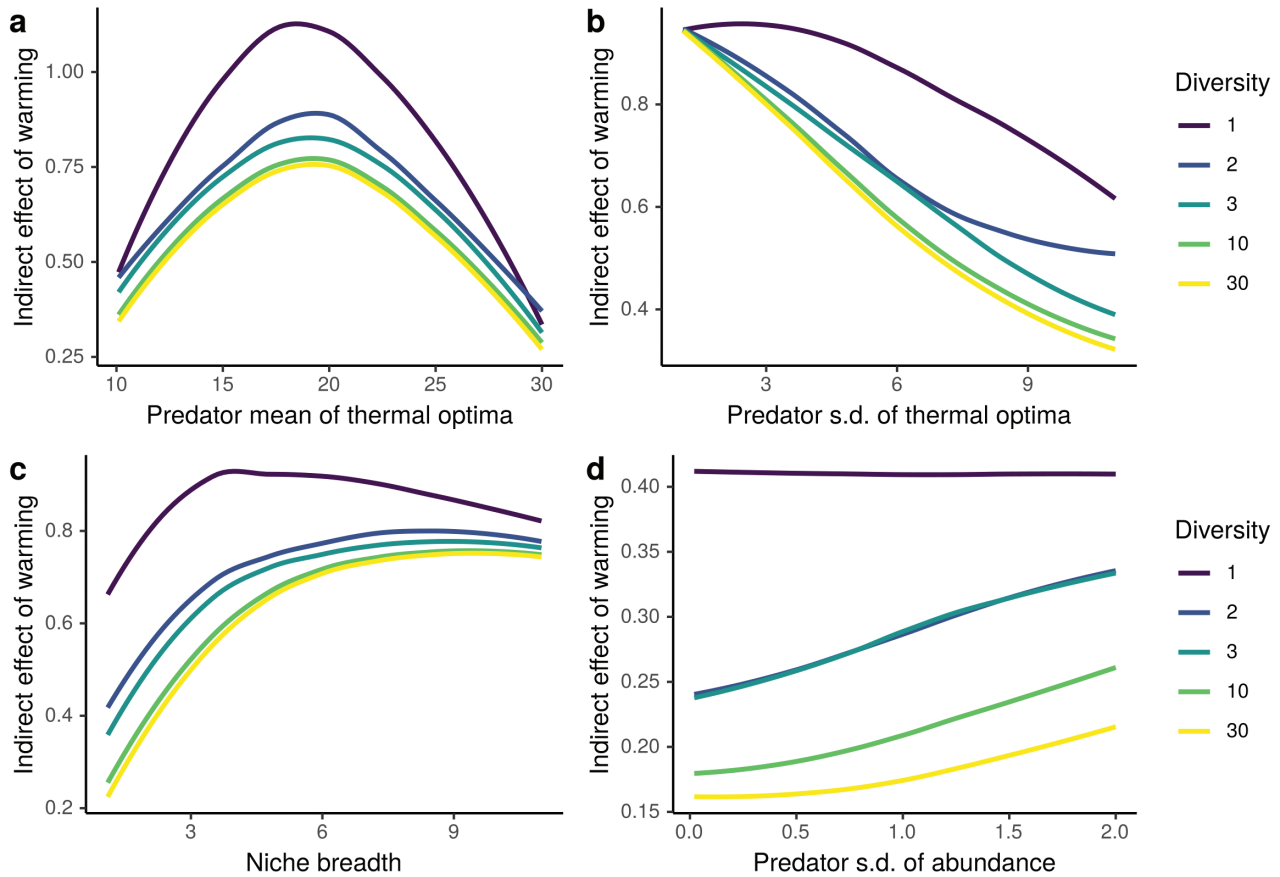 a
Indirect effect of warming
1.00
0.75
0.50
0.25
10 15 20 25 30
Predator mean of thermal optima
b
Indirect effect of warming
0.8
0.6
0.4
3 6 9
Predator s.d. of thermal optima
Diversity
1
2
3
10
30
c
Indirect effect of warming
0.8
0.6
0.4
0.2
3 6 9
Niche breadth
d
Indirect effect of warming
0.40
0.35
0.30
0.25
0.20
0.15
0.0 0.5 1.0 1.5 2.0
Predator s.d. of abundance
Diversity
1
2
3
10
30